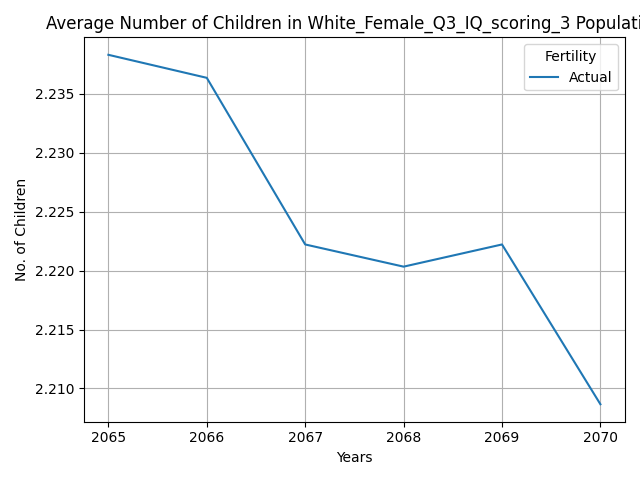 Average Number of Children in White_Female_Q3_IQ_scoring_3 Populati
Fertility
Actual
2.235
2.230
2.225
2.220
2.215
2.210
No. of Children
2065 2066 2067 2068 2069 2070
Years